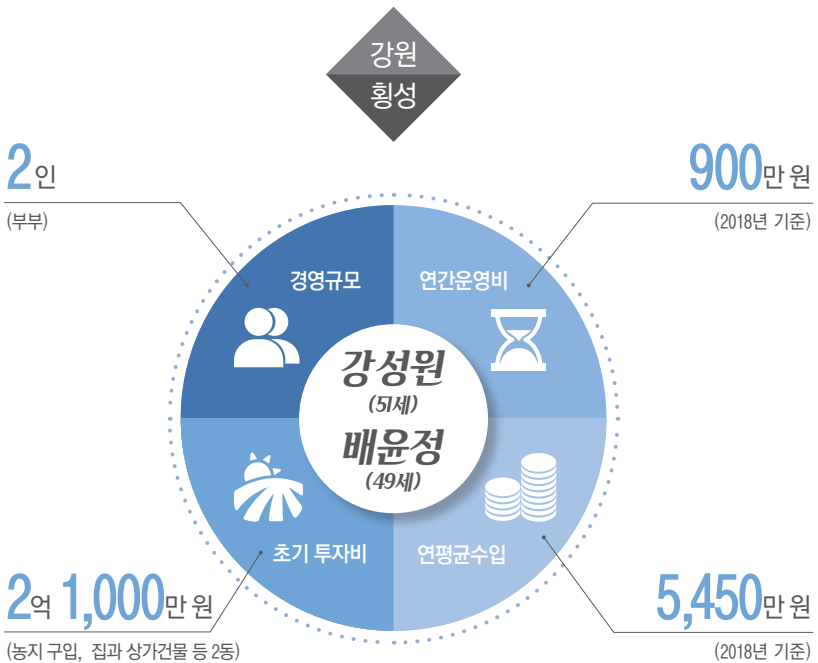 강원
횡성
2인
(부부)
900만 원
(2018년 기준)
경영규모
연간운영비
강성원
(51세)
배윤정
(49세)
초기 투자비
연평균수입
2억 1,000만 원
(농지 구입, 집과 상가건물 등 2동)
5,450만 원
(2018년 기준)